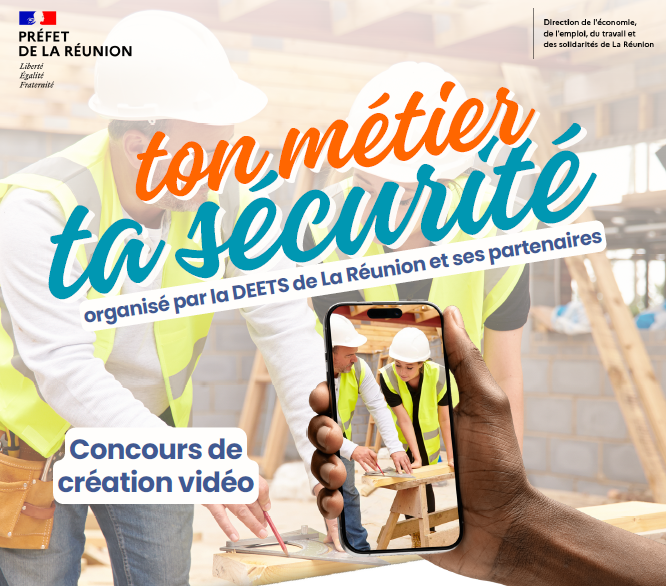 PRÉFET
DE LA RÉUNION
Liberté
Égalité
Fraternité
Direction de l'économie,
de l'emploi, du travail et
des solidarités de La Réunion
ton métier
ta sécurité
organisé par la DEETS de La Réunion et ses partenaires
Concours de
création vidéo